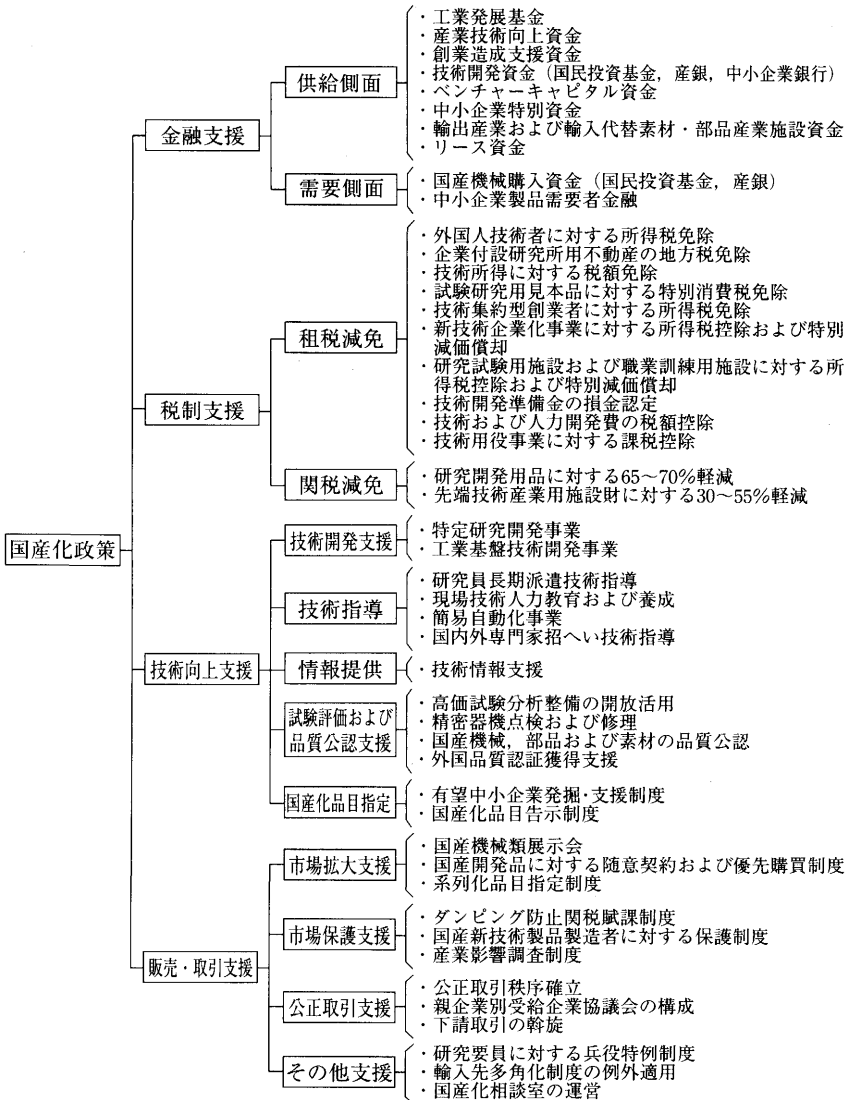 国産化政策
金融支援
供給側面
・工業発展基金
・産業技術向上資金
・創業造成支援資金
・技術開発資金（国民投資基金，産銀，中小企業銀行）
・ベンチャーキャピタル資金
・中小企業特別資金
・輸出産業および輸入代替素材・部品産業施設資金
・リース資金
需要側面
・国産機械購入資金（国民投資基金，産銀）
・中小企業製品需要者金融
税制支援
租税減免
・外国人技術者に対する所得税免除
・企業付設研究所用不動産の地方税免除
・技術所得に対する税額免除
・試験研究用見本品に対する特別消費税免除
・技術集約型創業者に対する所得税免除
・新技術企業化事業に対する所得税控除および特別
減価償却
・研究試験用施設および職業訓練用施設に対する所
得税控除および特別減価償却
・技術開発準備金の損金認定
・技術および人力開発費の税額控除
・技術用役事業に対する課税控除
関税減免
・研究開発用品に対する65～70％軽減
・先端技術産業用施設財に対する30～55％軽減
技術向上支援
技術開発支援
・特定研究開発事業
・工業基盤技術開発事業
技術指導
・研究員長期派遣技術指導
・現場技術人力教育および養成
・簡易自動化事業
・国内外専門家招へい技術指導
情報提供
・技術情報支援
試験評価および
品質公認支援
・高価試験分析整備の開放活用
・精密器機点検および修理
・国産機械，部品および素材の品質公認
・外国品質認証獲得支援
国産化品目指定
・有望中小企業発掘・支援制度
・国産化品目告示制度
販売・取引支援
市場拡大支援
・国産機械類展示会
・国産開発品に対する随意契約および優先購買制度
・系列化品目指定制度
市場保護支援
・ダンピング防止関税賦課制度
・国産新技術製品製造者に対する保護制度
・産業影響調査制度
公正取引支援
・公正取引秩序確立
・親企業別受給企業協議会の構成
・下請取引の斡旋
その他支援
・研究要員に対する兵役特例制度
・輸入先多角化制度の例外適用
・国産化相談室の運営